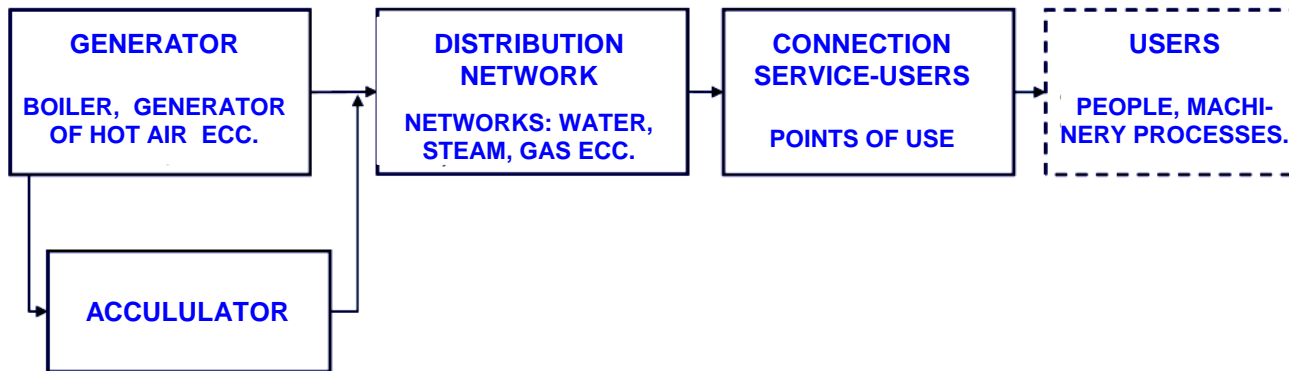 GENERATOR
BOILER, GENERATOR
OF HOT AIR ECC.
DISTRIBUTION
NETWORK
NETWORKS: WATER,
STEAM, GAS ECC.
CONNECTION
SERVICE-USERS
POINTS OF USE
USERS
PEOPLE, MACHI-
NERY PROCESSES.
ACCULULATOR